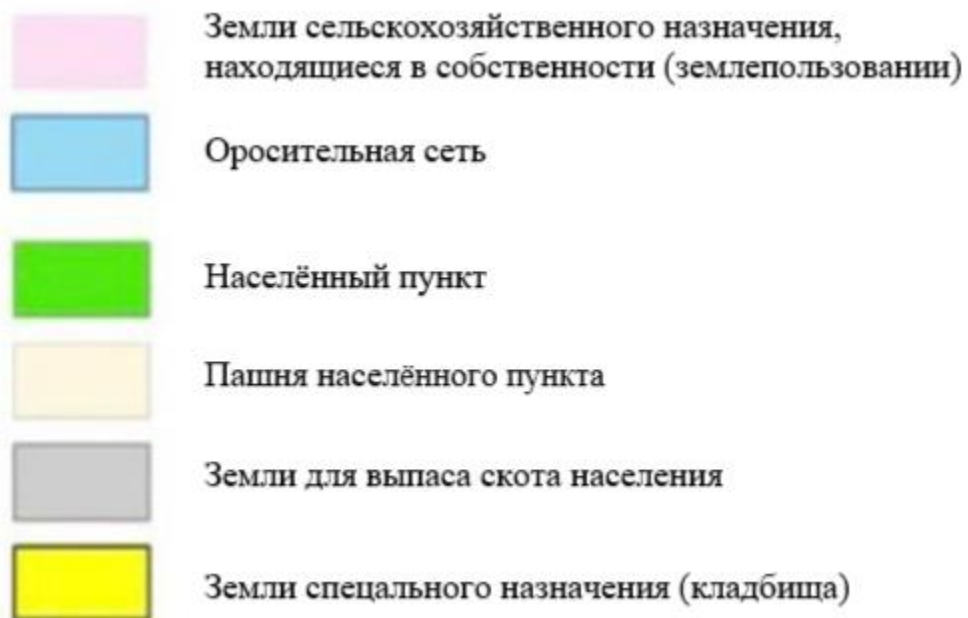 Земли сельскохозяйственного назначения,
находящиеся в собственности (землепользовании)
Оросительная сеть
Населённый пункт
Пашня населённого пункта
Земли для выпаса скота населения
Земли спецального назначения (кладбища)